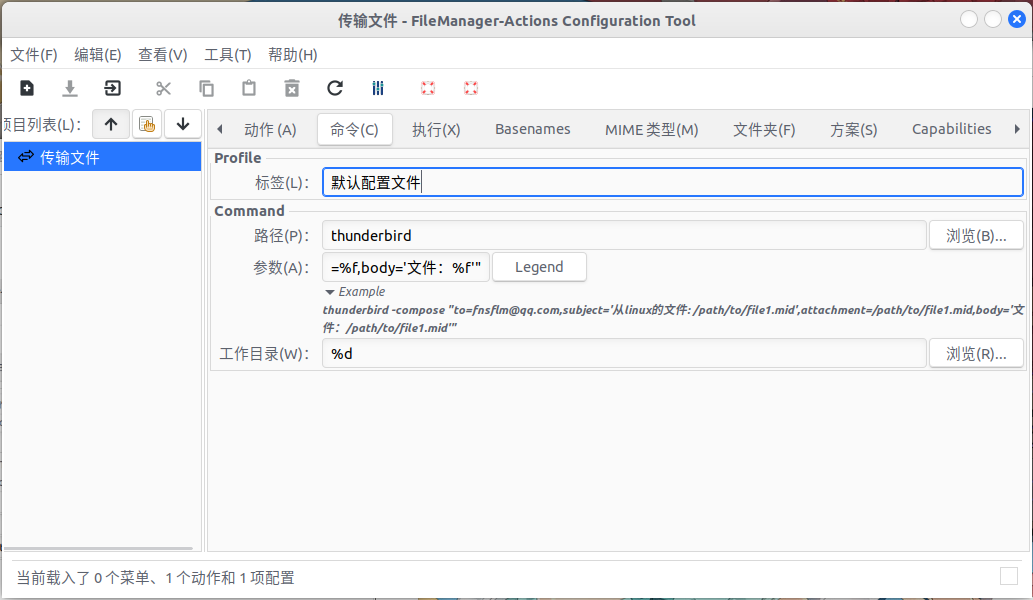 传输文件 - FileManager-Actions Configuration Tool
文件(F) 编辑(E) 查看(V) 工具(T) 帮助(H)
项目列表(L)：
动作 (A) 命令(C) 执行(X) Basenames MIME 类型(M) 文件夹(F) 方案(S) Capabilities
传输文件
Profile
标签(L)： 默认配置文件
Command
路径(P)： thunderbird 浏览(B)...
参数(A)： =%f,body='文件：%f'" Legend
Example
thunderbird -compose "to=fnsflm@qq.com,subject='从linux的文件: /path/to/file1.mid',attachment=/path/to/file1.mid,body='文
件：/path/to/file1.mid'"
工作目录(W)： %d 浏览(R)...
当前载入了 0 个菜单、1 个动作和 1 项配置